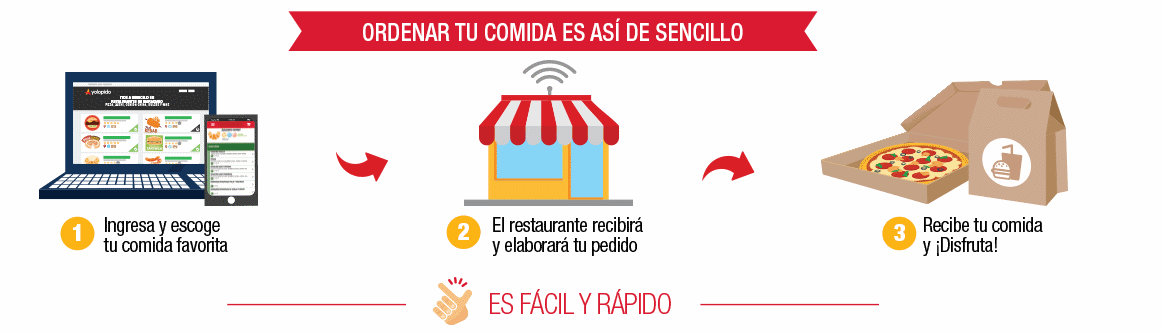 ORDENAR TU COMIDA ES ASÍ DE SENCILLO
yolopido
1
Ingresa y escoge
tu comida favorita
2
El restaurante recibirá
y elaborará tu pedido
3
Recibe tu comida
y ¡Disfruta!
ES FÁCIL Y RÁPIDO